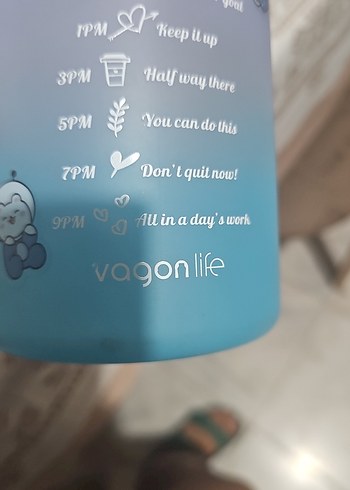 goal
1PM Keep it up
3PM Half way there
5PM You can do this
7PM Don't quit now!
9PM All in a day's work
vagonlife